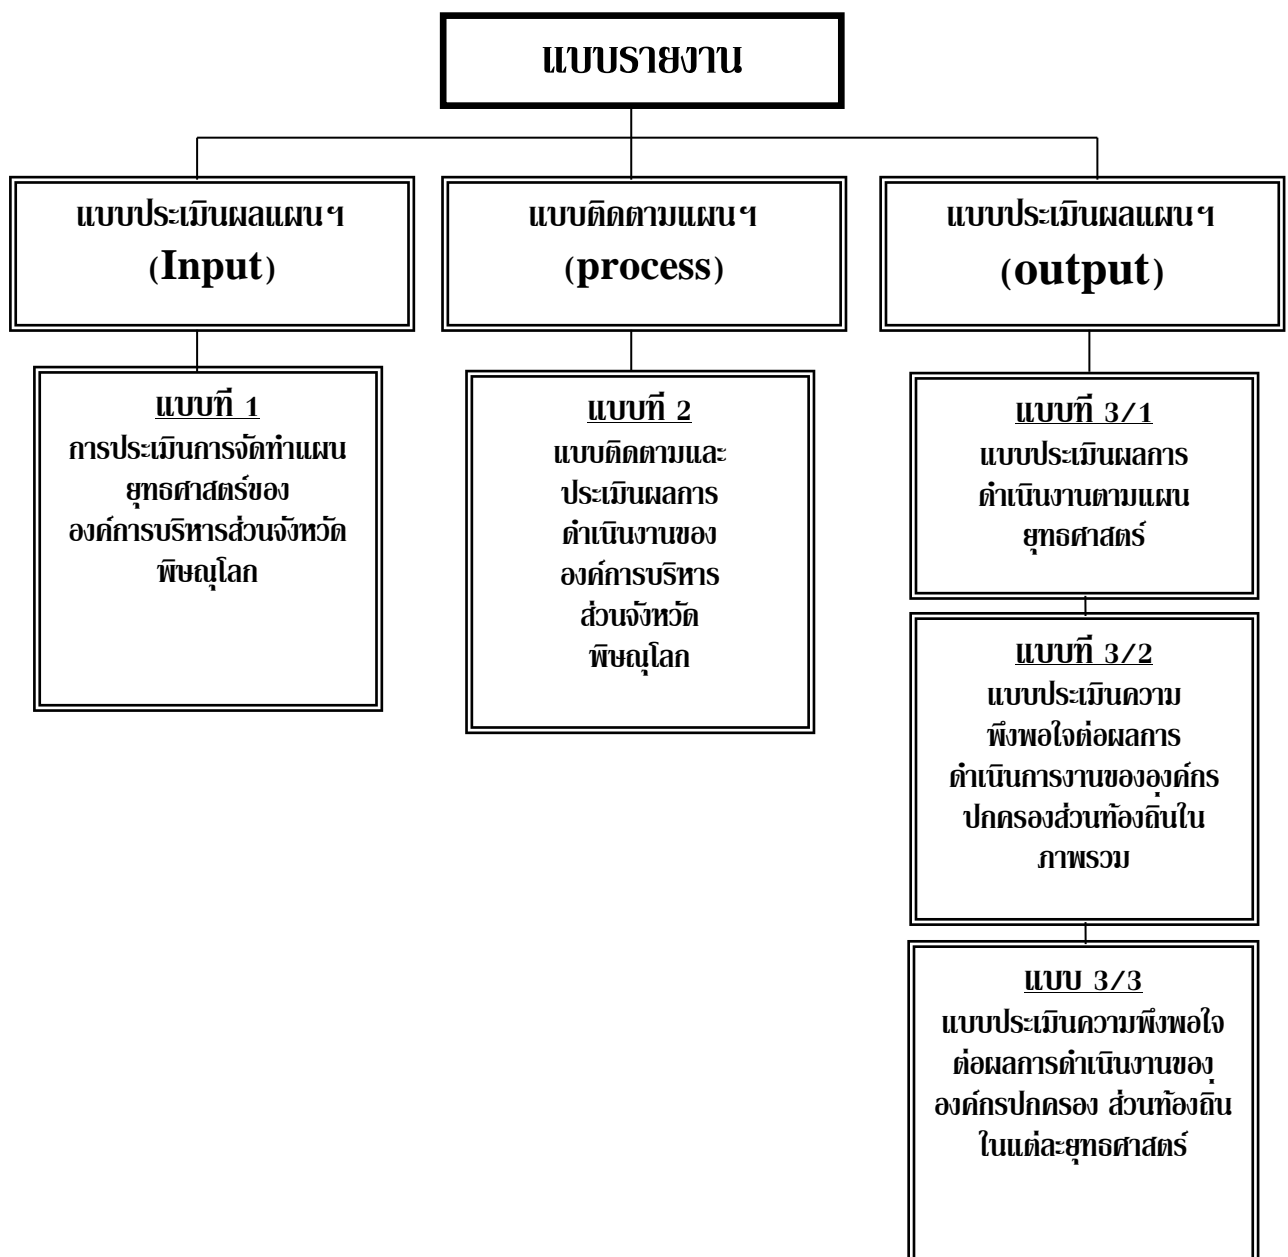 แบบรายงาน
แบบประเมินผลแผนฯ
(Input)
แบบติดตามแผนฯ
(process)
แบบประเมินผลแผนฯ
(output)
แบบที่ 1
การประเมินการจัดทำแผน
ยุทธศาสตร์ของ
องค์การบริหารส่วนจังหวัด
พิษณุโลก
แบบที่ 2
แบบติดตามและ
ประเมินผลการ
ดำเนินงานของ
องค์การบริหาร
ส่วนจังหวัด
พิษณุโลก
แบบที่ 3/1
แบบประเมินผลการ
ดำเนินงานตามแผน
ยุทธศาสตร์
แบบที่ 3/2
แบบประเมินความ
พึงพอใจต่อผลการ
ดำเนินการงานขององค์กร
ปกครองส่วนท้องถิ่นใน
ภาพรวม
แบบ 3/3
แบบประเมินความพึงพอใจ
ต่อผลการดำเนินงานของ
องค์กรปกครอง ส่วนท้องถิ่น
ในแต่ละยุทธศาสตร์